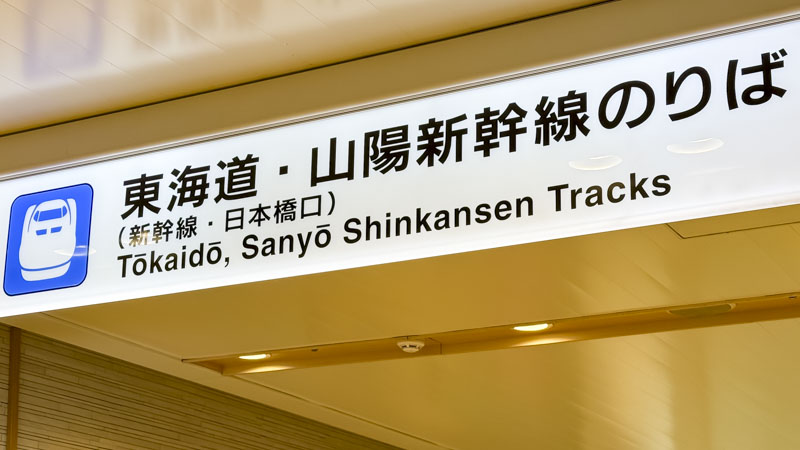 東海道・山陽新幹線のりば
（新幹線・日本橋口）
Tōkaidō, Sanyō Shinkansen Tracks